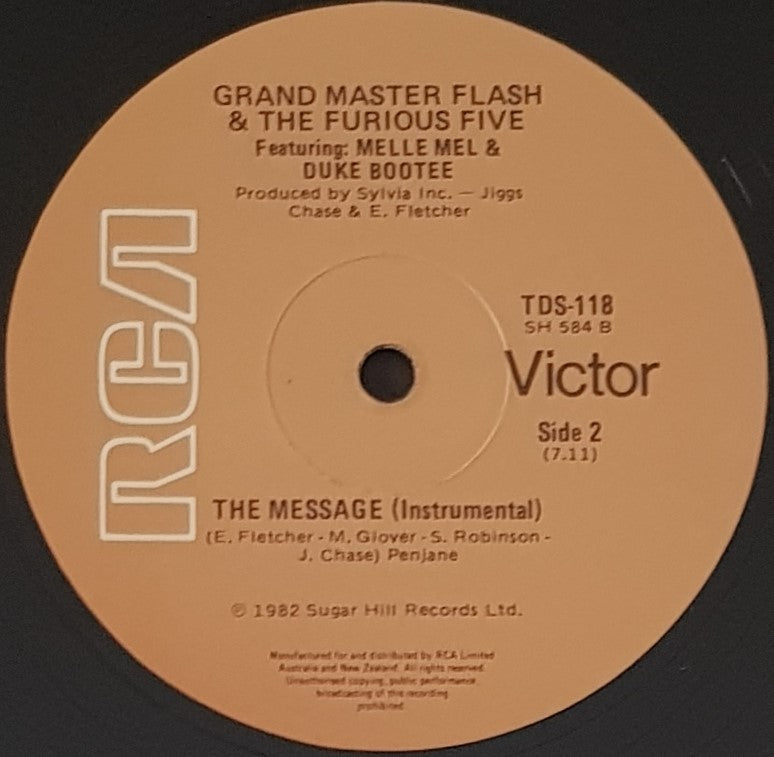 GRAND MASTER FLASH
& THE FURIOUS FIVE
Featuring: MELLE MEL &
DUKE BOOTEE
Produced by Sylvia Inc. — Jiggs
Chase & E. Fletcher
RCA
TDS-118
SH 584 B
Victor
Side 2
(7.11)
THE MESSAGE (Instrumental)
(E. Fletcher - M. Glover - S. Robinson -
J. Chase) Penjane
℗ 1982 Sugar Hill Records Ltd.
Manufactured for and distributed by RCA Limited
Australia and New Zealand. All rights reserved.
Unauthorised copying, public performance
broadcasting of this recording
prohibited.